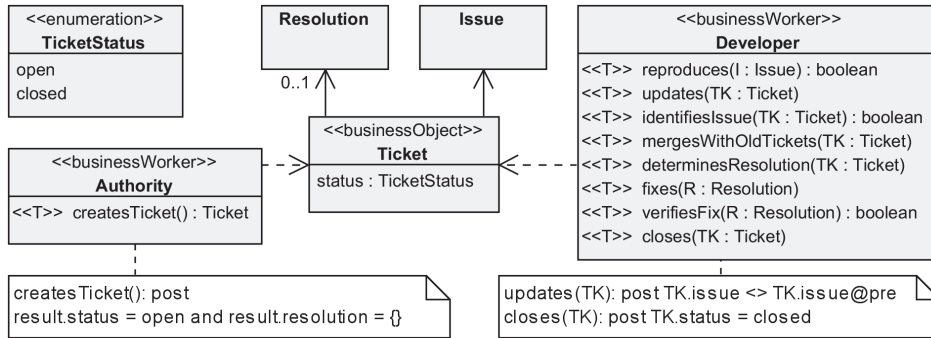 <<enumeration>>
TicketStatus
open
closed
Resolution
Issue
0..1
<<businessObject>>
Ticket
status : TicketStatus
<<businessWorker>>
Authority
<<T>> createsTicket() : Ticket
<<businessWorker>>
Developer
<<T>> reproduces(I : Issue) : boolean
<<T>> updates(TK : Ticket)
<<T>> identifiesIssue(TK : Ticket) : boolean
<<T>> mergesWithOldTickets(TK : Ticket)
<<T>> determinesResolution(TK : Ticket)
<<T>> fixes(R : Resolution)
<<T>> verifiesFix(R : Resolution) : boolean
<<T>> closes(TK : Ticket)
createsTicket(): post
result.status = open and result.resolution = {}
updates(TK): post TK.issue <> TK.issue@pre
closes(TK): post TK.status = closed